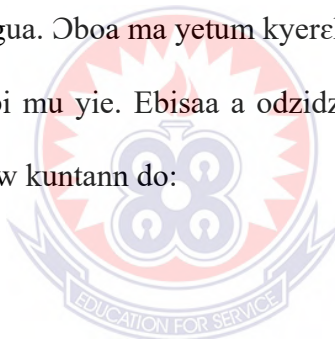 gua. Ɔboa ma yetum kyerɛ
bi mu yie. Ebisaa a odzidz
w kuntann do:
EDUCATION FOR SERVICE